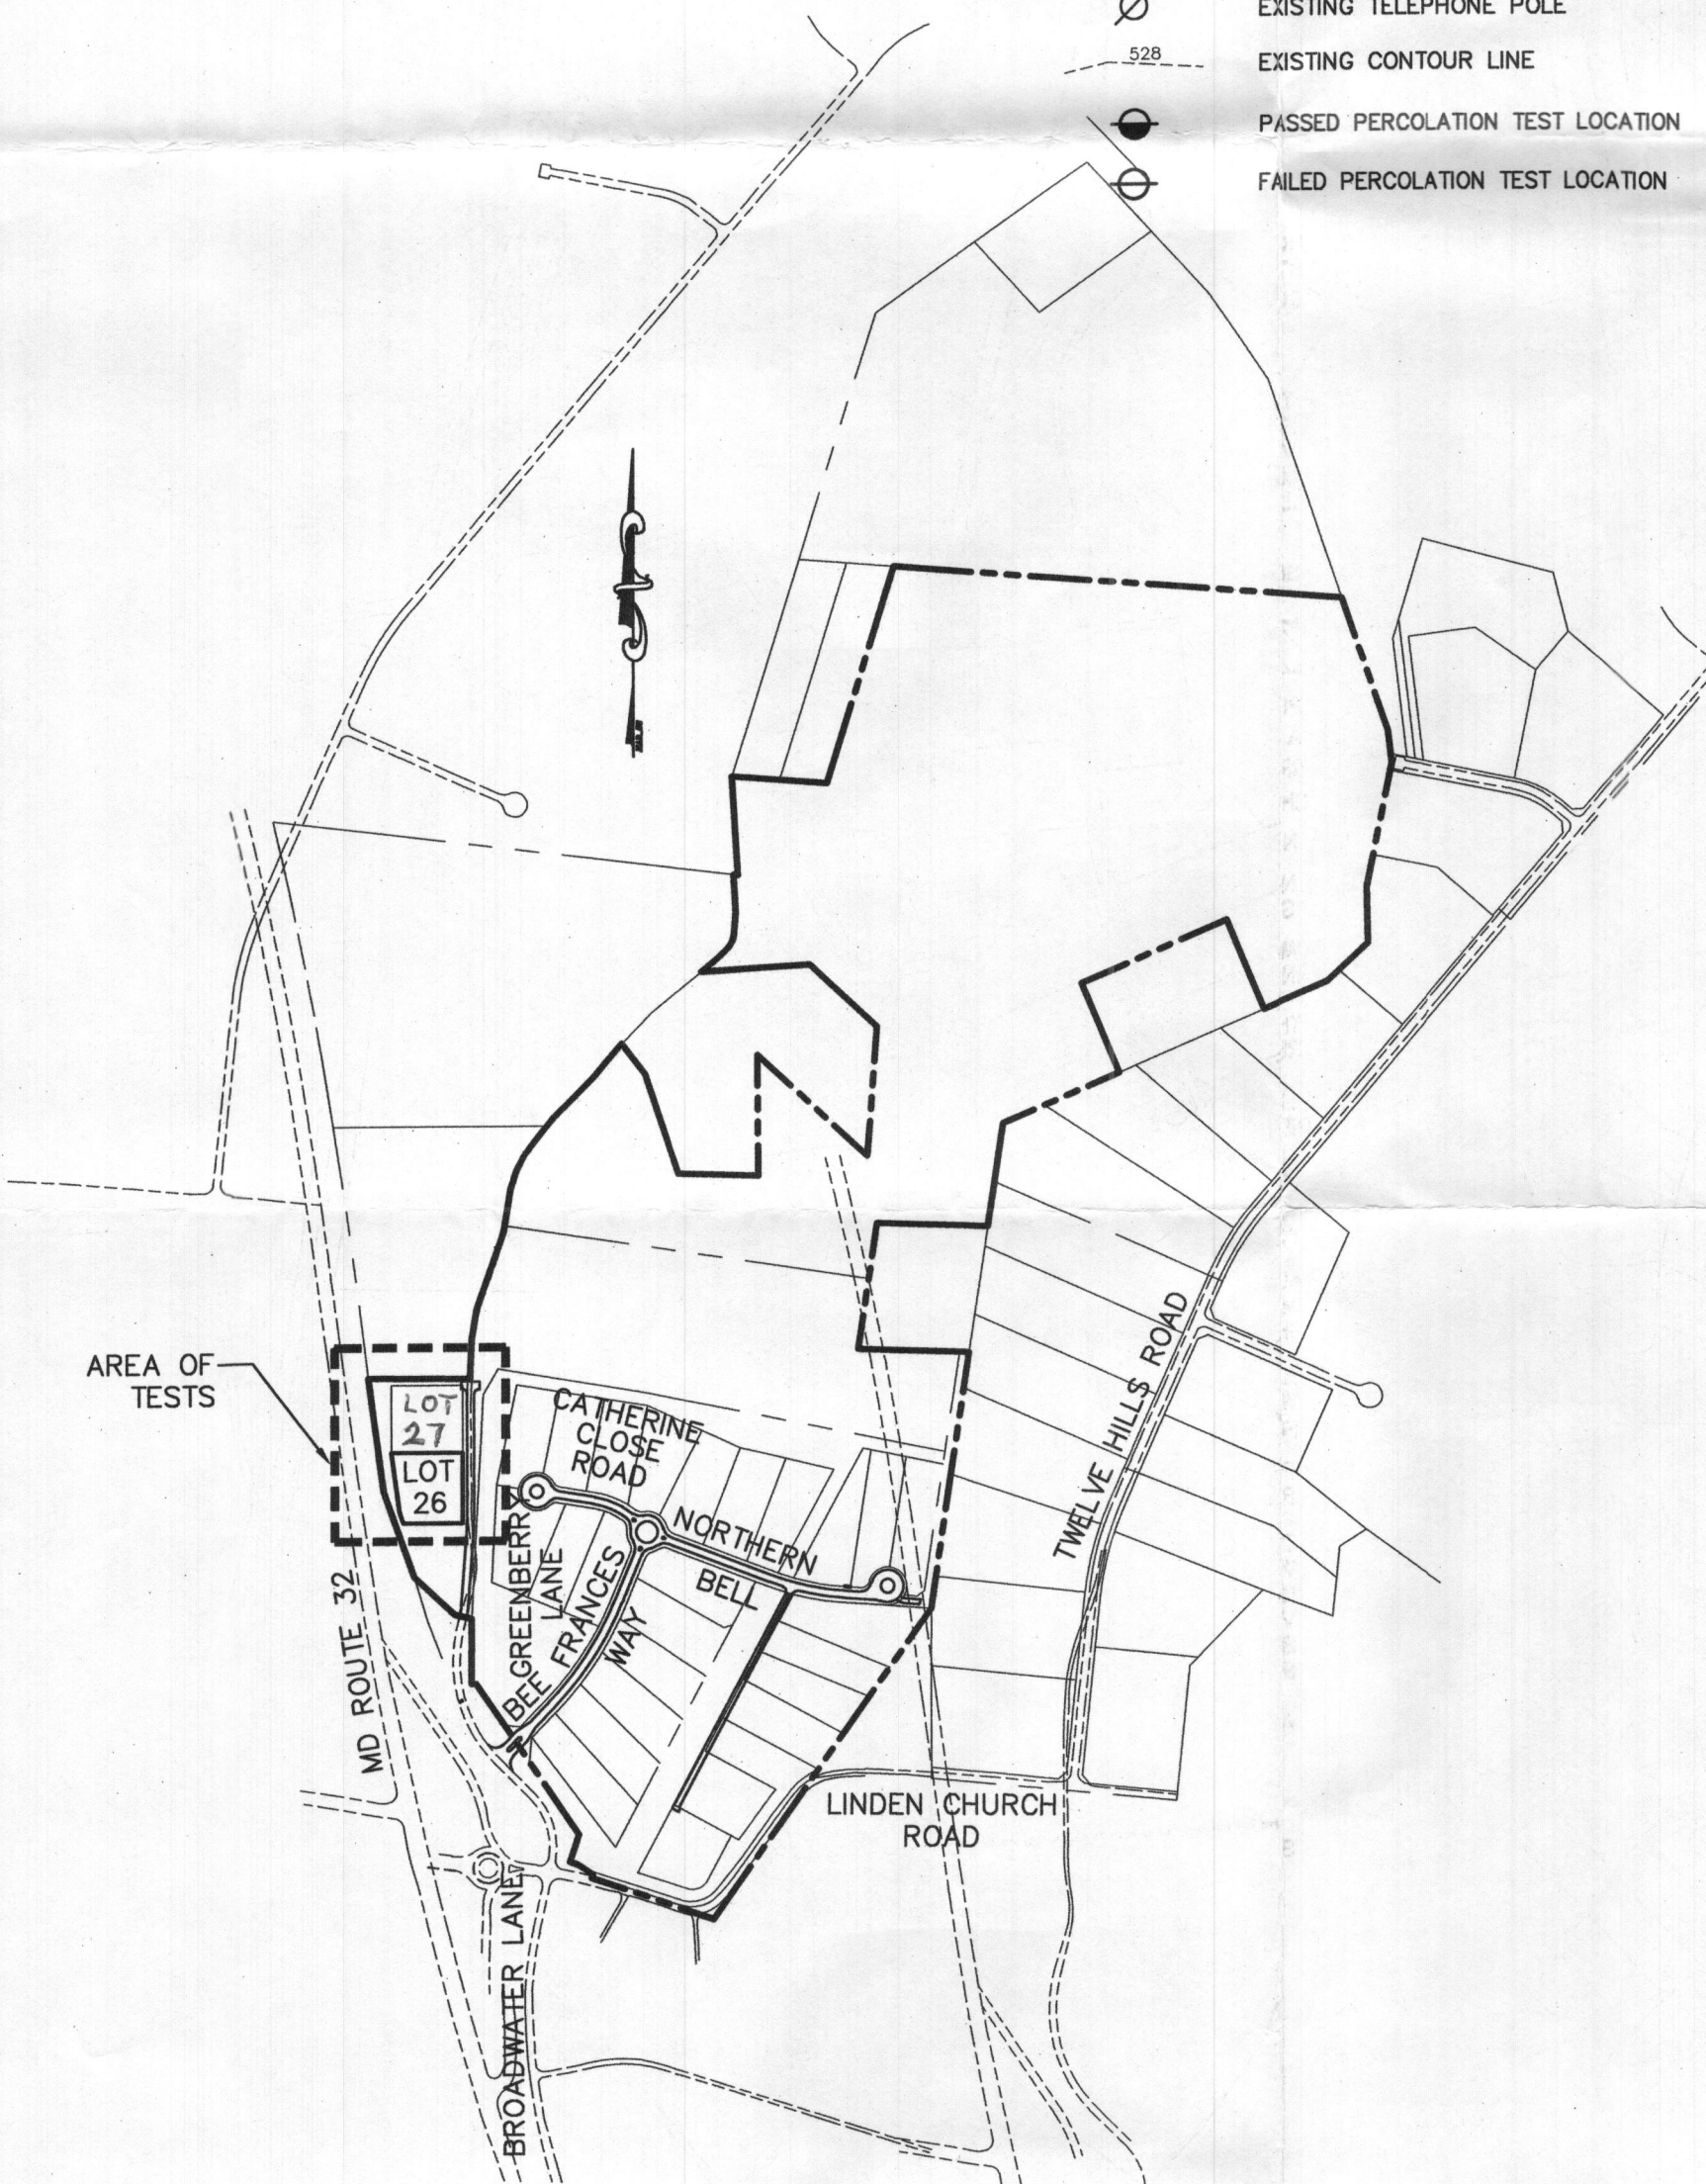 EXISTING TELEPHONE POLE
528
EXISTING CONTOUR LINE
PASSED PERCOLATION TEST LOCATION
FAILED PERCOLATION TEST LOCATION
AREA OF
TESTS
LOT
27
LOT
26
CATHERINE
CLOSE
ROAD
NORTHERN
BELL
GREENBERRY
LANE
BEE FRANCES
WAY
MD ROUTE 32
TWELVE HILLS ROAD
LINDEN CHURCH
ROAD
BROADWATER LANE